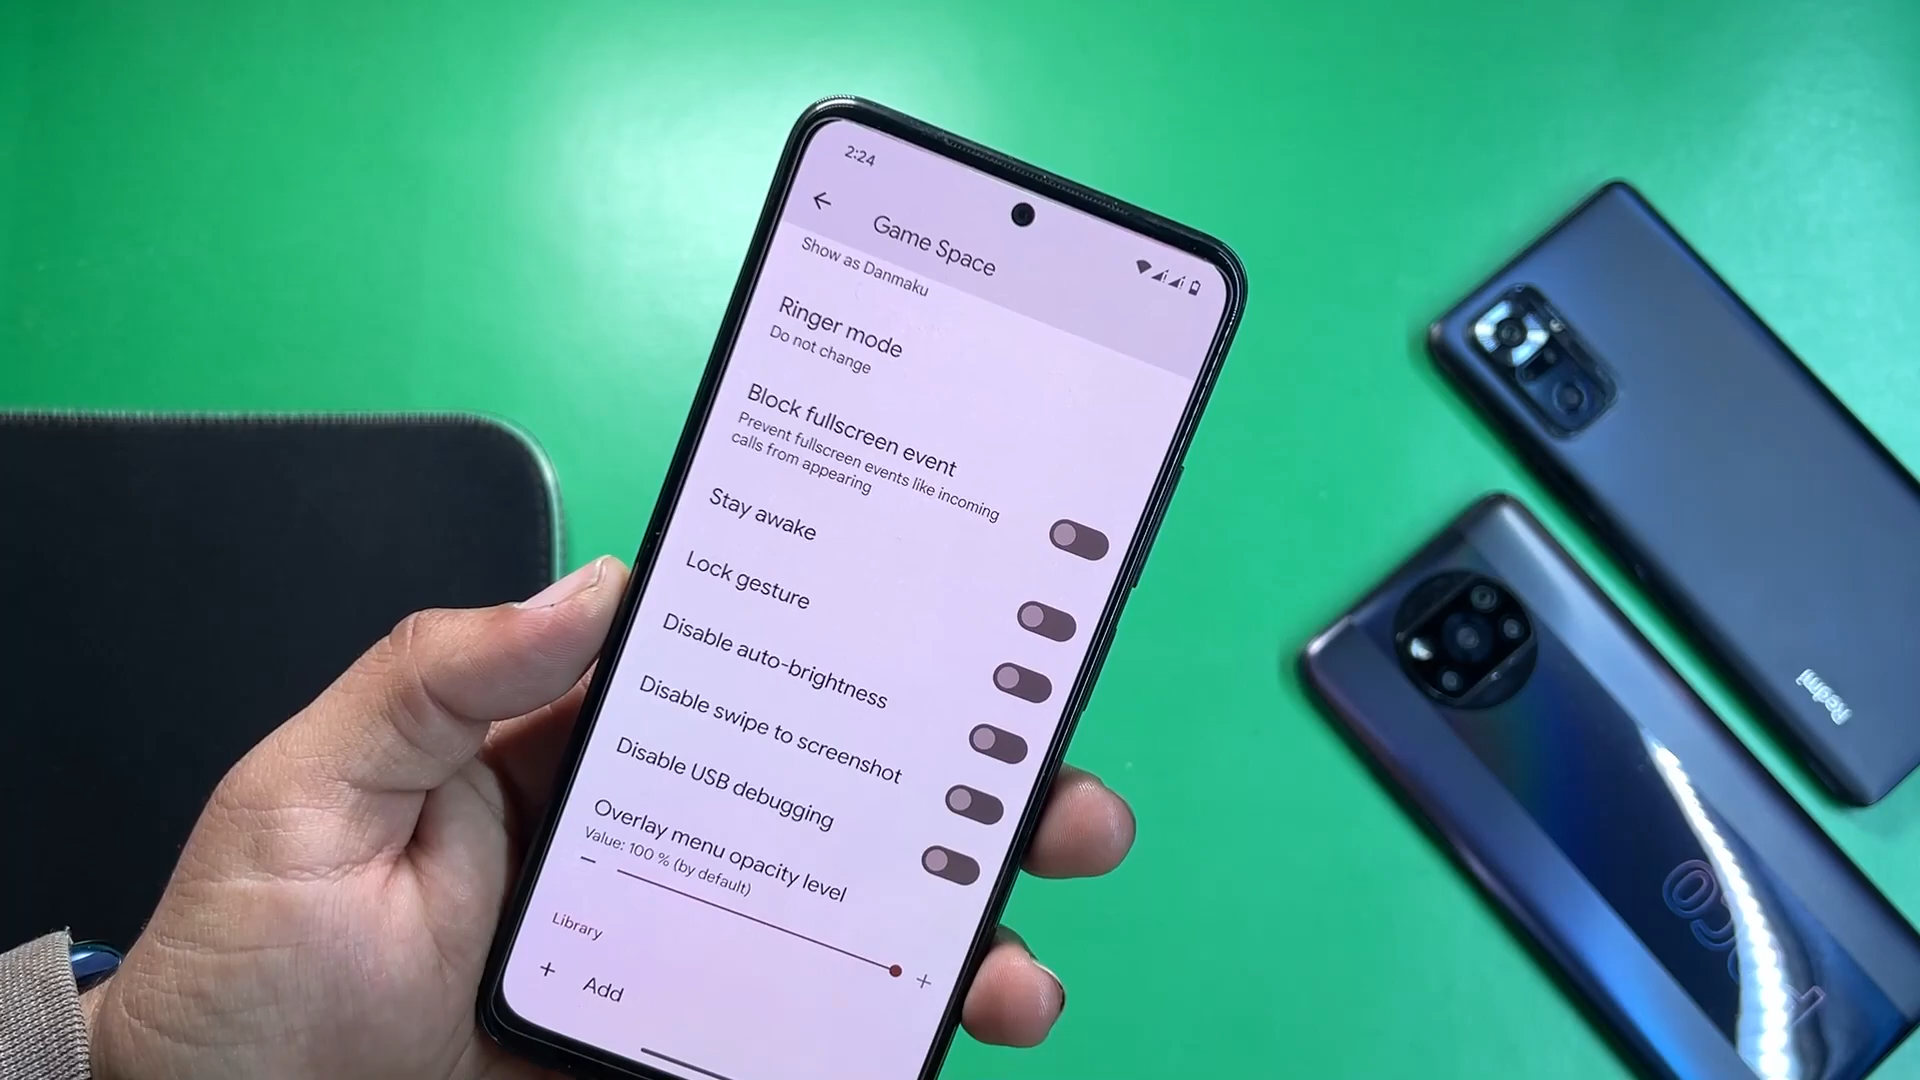 2:24
Game Space
Show as Danmaku
Ringer mode
Do not change
Block fullscreen event
Prevent fullscreen events like incoming
calls from appearing
Stay awake
Lock gesture
Disable auto-brightness
Disable swipe to screenshot
Disable USB debugging
Overlay menu opacity level
Value: 100 % (by default)
Library
+ Add
Redmi
POCO